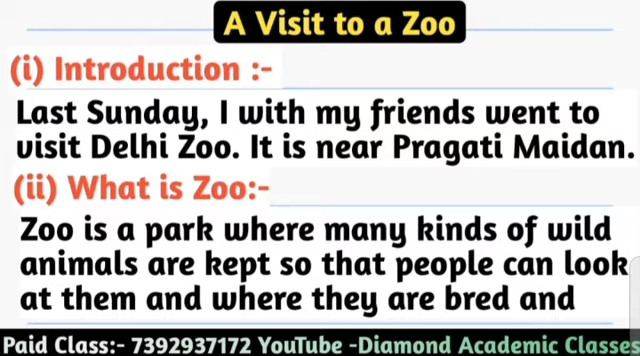 A Visit to a Zoo
(i) Introduction :-
Last Sunday, I with my friends went to
visit Delhi Zoo. It is near Pragati Maidan.
(ii) What is Zoo:-
Zoo is a park where many kinds of wild
animals are kept so that people can look
at them and where they are bred and
Paid Class:- 7392937172 YouTube -Diamond Academic Classes